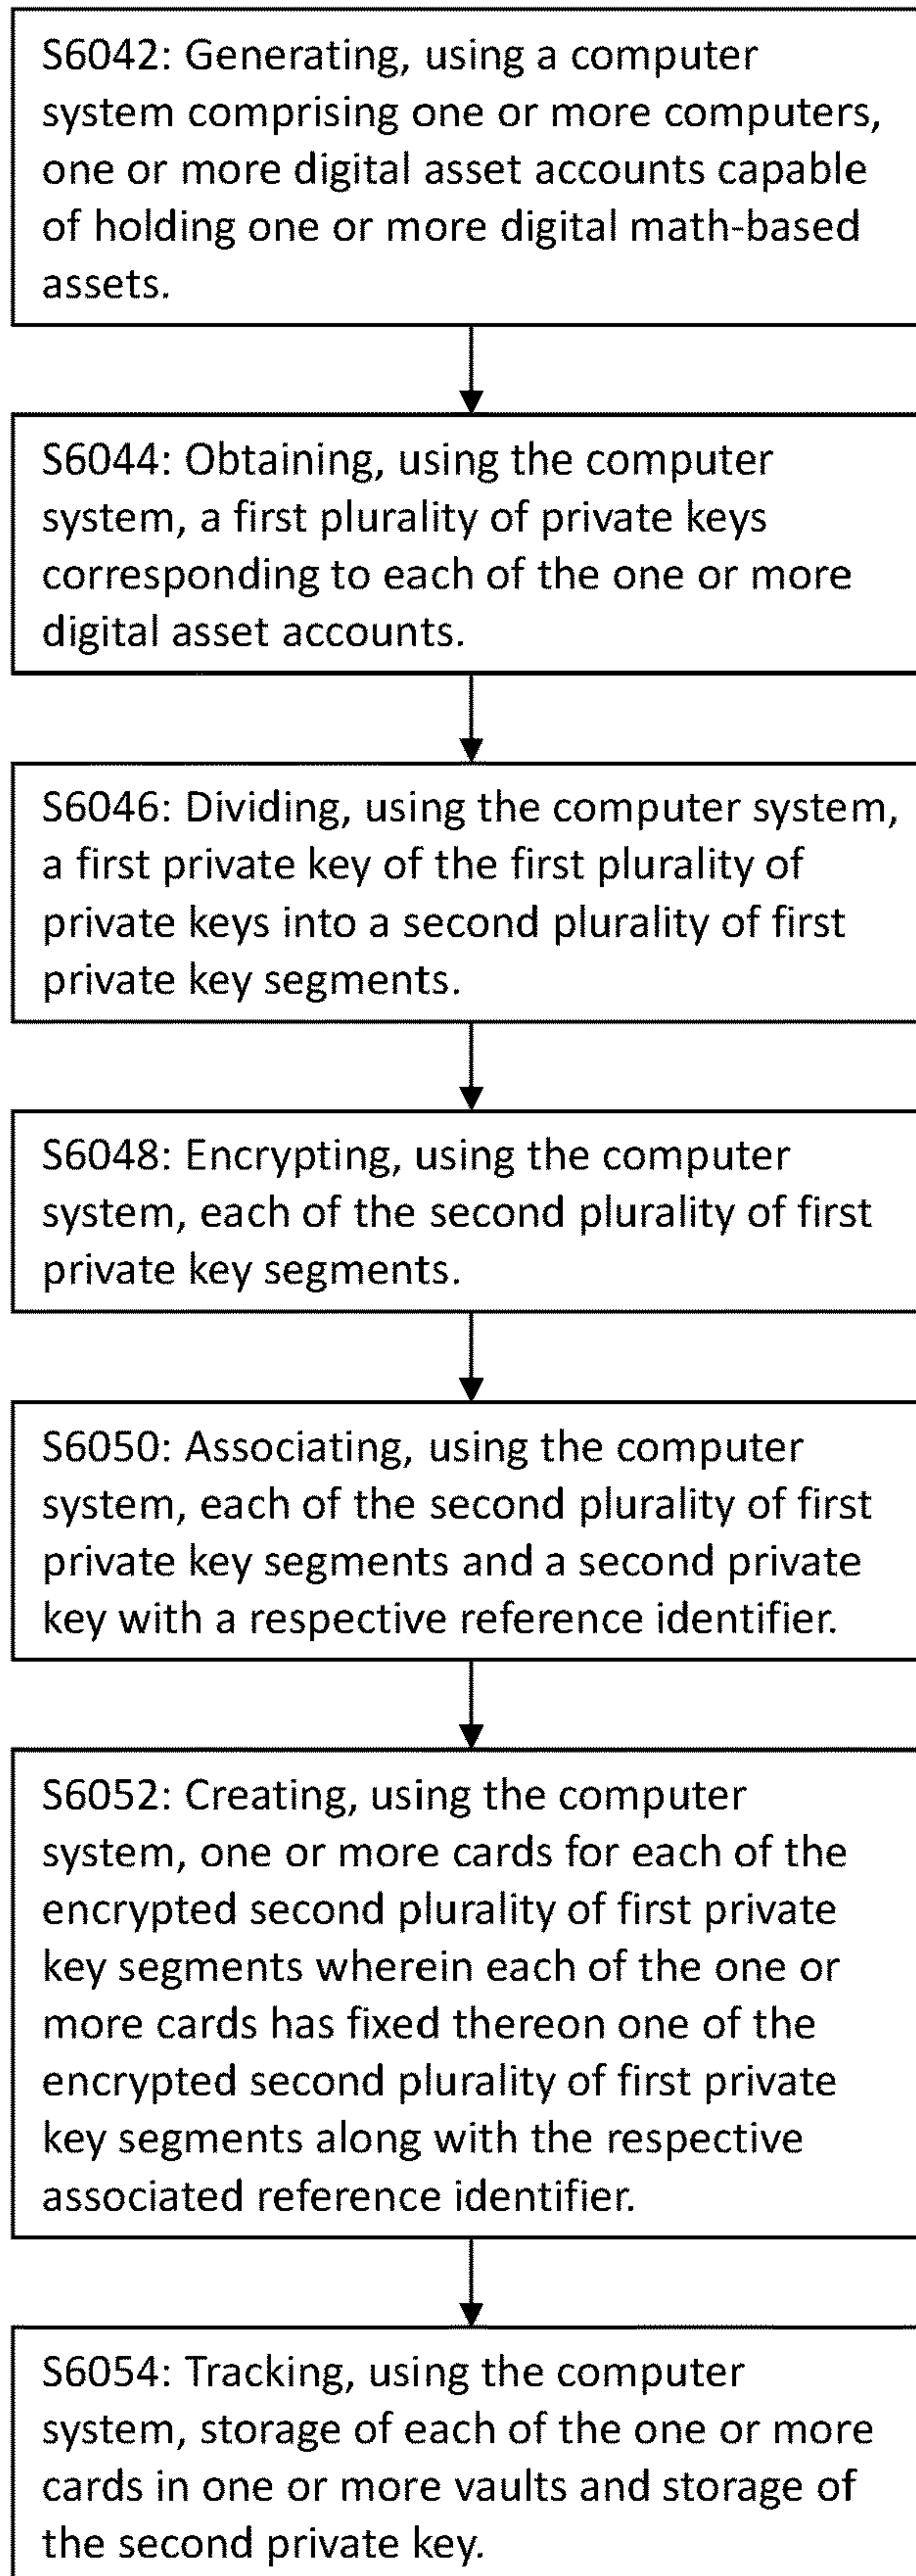 S6042: Generating, using a computer
system comprising one or more computers,
one or more digital asset accounts capable
of holding one or more digital math-based
assets.
S6044: Obtaining, using the computer
system, a first plurality of private keys
corresponding to each of the one or more
digital asset accounts.
S6046: Dividing, using the computer system,
a first private key of the first plurality of
private keys into a second plurality of first
private key segments.
S6048: Encrypting, using the computer
system, each of the second plurality of first
private key segments.
S6050: Associating, using the computer
system, each of the second plurality of first
private key segments and a second private
key with a respective reference identifier.
S6052: Creating, using the computer
system, one or more cards for each of the
encrypted second plurality of first private
key segments wherein each of the one or
more cards has fixed thereon one of the
encrypted second plurality of first private
key segments along with the respective
associated reference identifier.
S6054: Tracking, using the computer
system, storage of each of the one or more
cards in one or more vaults and storage of
the second private key.